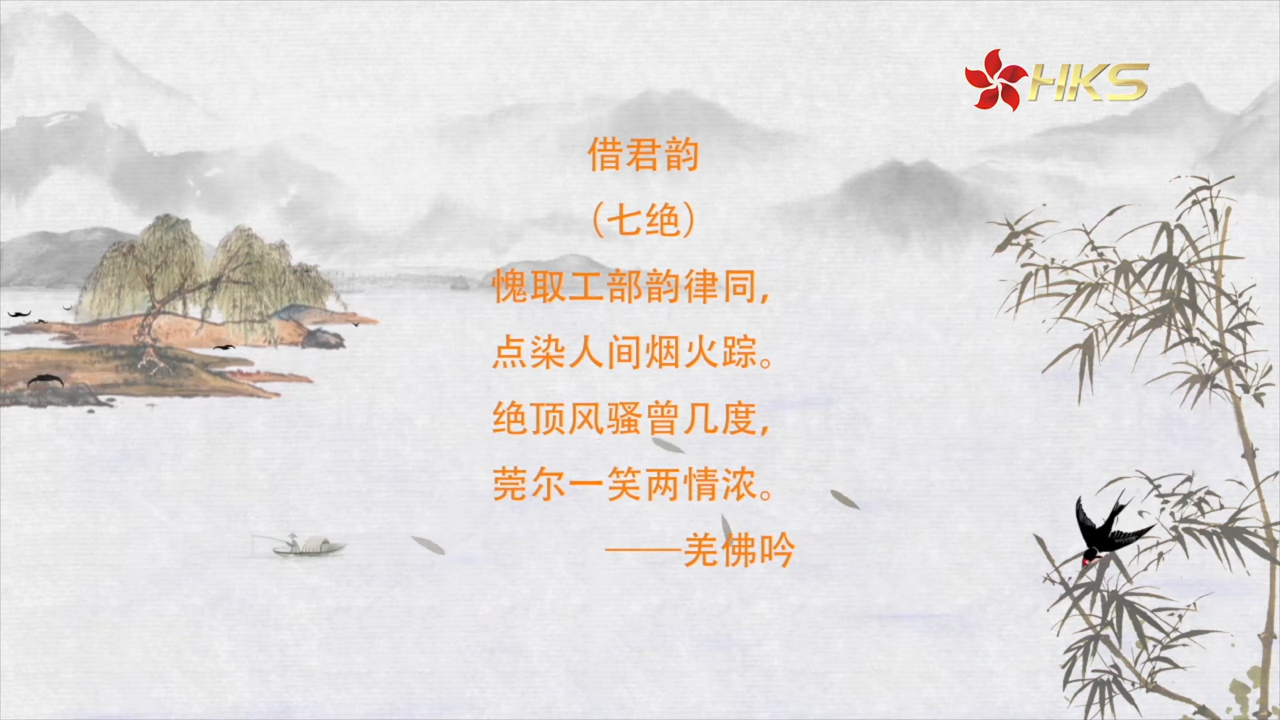 HKS
借君韵
（七绝）
愧取工部韵律同，
点染人间烟火踪。
绝顶风骚曾几度，
莞尔一笑两情浓。
——羌佛吟